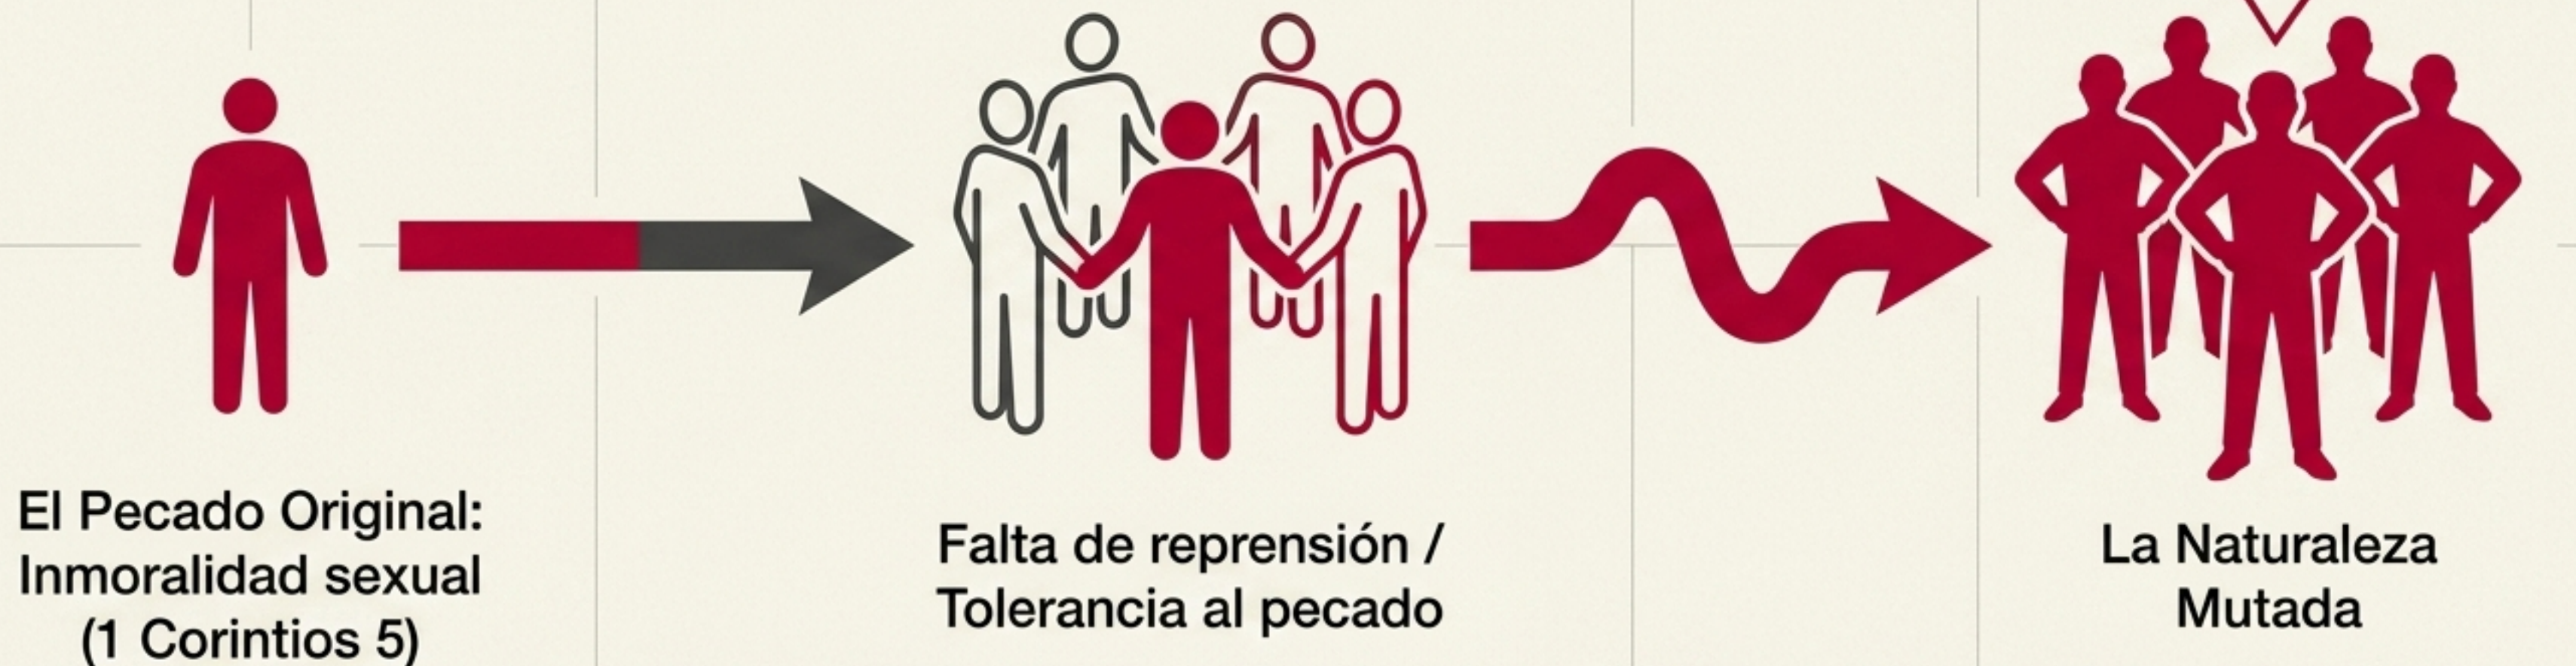 El Pecado Original:
Inmoralidad sexual
(1 Corintios 5)
Falta de reprensión /
Tolerancia al pecado
La Naturaleza
Mutada